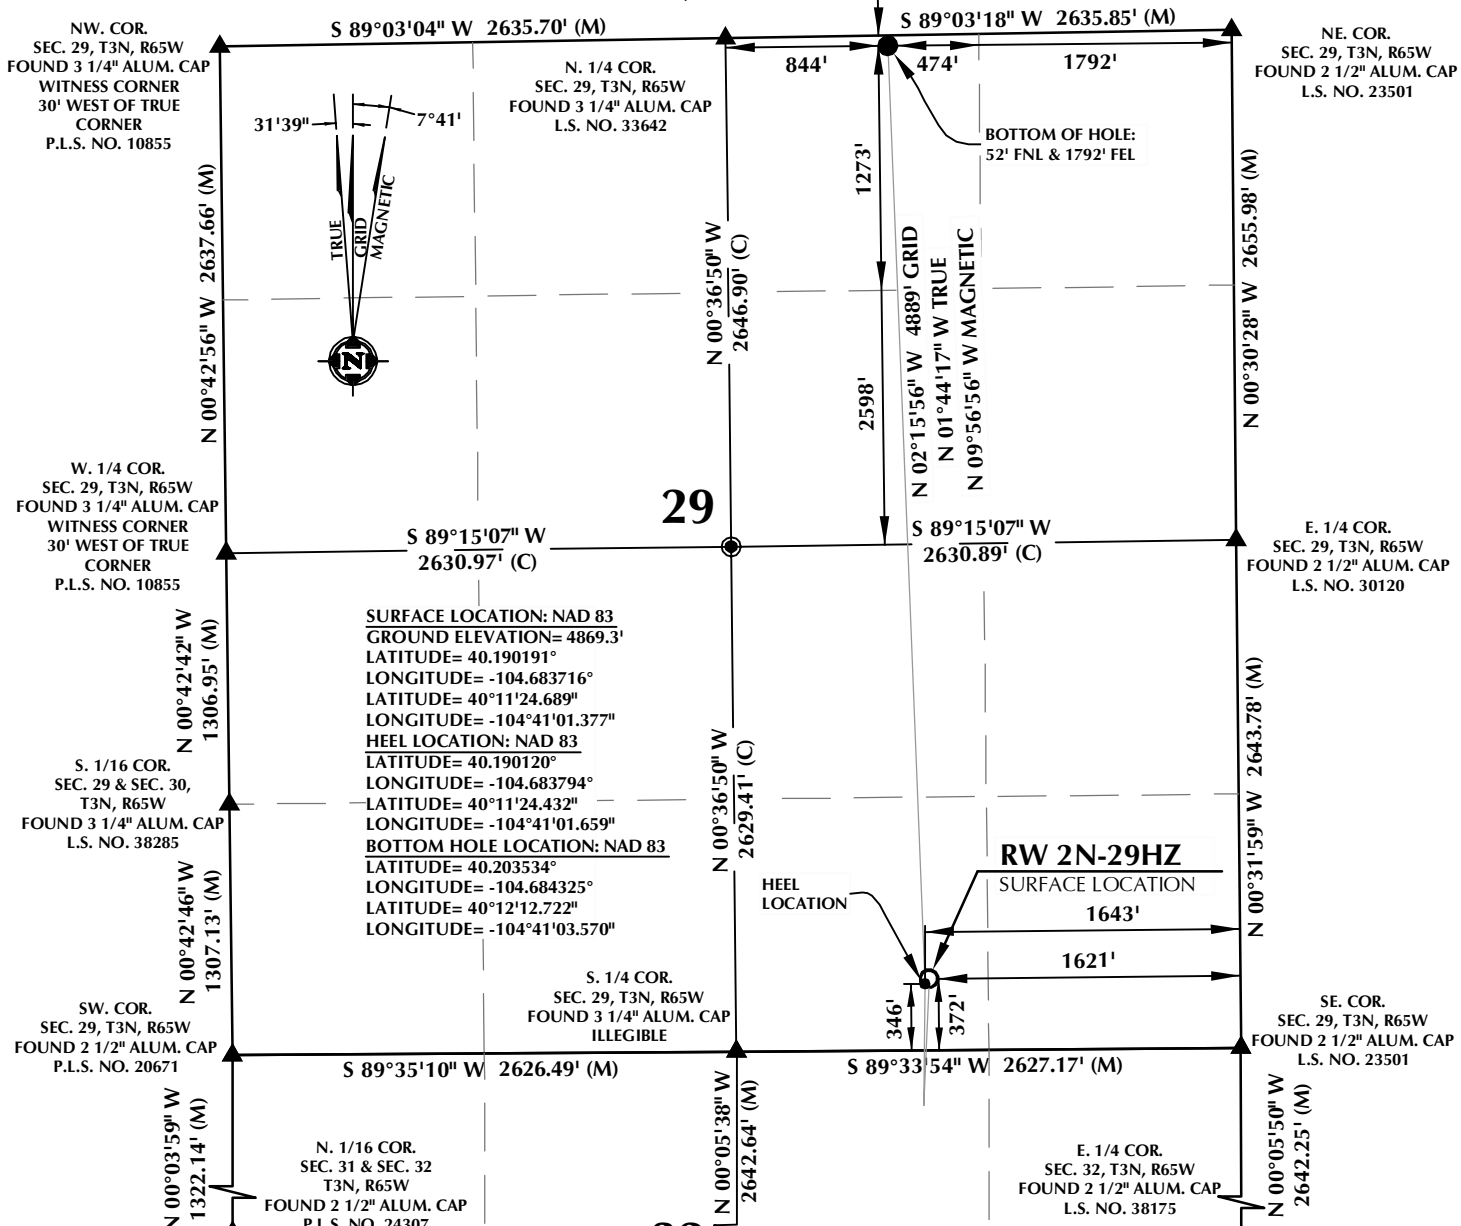 S 89°03'04" W 2635.70' (M)
S 89°03'18" W 2635.85' (M)
NW. COR.
SEC. 29, T3N, R65W
FOUND 3 1/4" ALUM. CAP
WITNESS CORNER
30' WEST OF TRUE
CORNER
P.L.S. NO. 10855
N. 1/4 COR.
SEC. 29, T3N, R65W
FOUND 3 1/4" ALUM. CAP
L.S. NO. 33642
844'
474'
1792'
NE. COR.
SEC. 29, T3N, R65W
FOUND 2 1/2" ALUM. CAP
L.S. NO. 23501
31'39"
7°41'
TRUE
GRID
MAGNETIC
N
BOTTOM OF HOLE:
52' FNL & 1792' FEL
1273'
2598'
N 00°42'56" W 2637.66' (M)
N 00°36'50" W
2646.90' (C)
N 02°15'56" W 4889' GRID
N 01°44'17" W TRUE
N 09°56'56" W MAGNETIC
N 00°30'28" W 2655.98' (M)
W. 1/4 COR.
SEC. 29, T3N, R65W
FOUND 3 1/4" ALUM. CAP
WITNESS CORNER
30' WEST OF TRUE
CORNER
P.L.S. NO. 10855
29
S 89°15'07" W
2630.97' (C)
S 89°15'07" W
2630.89' (C)
E. 1/4 COR.
SEC. 29, T3N, R65W
FOUND 2 1/2" ALUM. CAP
L.S. NO. 30120
SURFACE LOCATION: NAD 83
GROUND ELEVATION= 4869.3'
LATITUDE= 40.190191°
LONGITUDE= -104.683716°
LATITUDE= 40°11'24.689"
LONGITUDE= -104°41'01.377"
HEEL LOCATION: NAD 83
LATITUDE= 40.190120°
LONGITUDE= -104.683794°
LATITUDE= 40°11'24.432"
LONGITUDE= -104°41'01.659"
BOTTOM HOLE LOCATION: NAD 83
LATITUDE= 40.203534°
LONGITUDE= -104.684325°
LATITUDE= 40°12'12.722"
LONGITUDE= -104°41'03.570"
N 00°42'42" W
1306.95' (M)
S. 1/16 COR.
SEC. 29 & SEC. 30,
T3N, R65W
FOUND 3 1/4" ALUM. CAP
L.S. NO. 38285
N 00°36'50" W
2629.41' (C)
N 00°31'59" W 2643.78' (M)
RW 2N-29HZ
SURFACE LOCATION
HEEL
LOCATION
1643'
1621'
346'
372'
N 00°42'46" W
1307.13' (M)
SW. COR.
SEC. 29, T3N, R65W
FOUND 2 1/2" ALUM. CAP
P.L.S. NO. 20671
S. 1/4 COR.
SEC. 29, T3N, R65W
FOUND 3 1/4" ALUM. CAP
ILLEGIBLE
SE. COR.
SEC. 29, T3N, R65W
FOUND 2 1/2" ALUM. CAP
L.S. NO. 23501
S 89°35'10" W 2626.49' (M)
S 89°33'54" W 2627.17' (M)
N 00°03'59" W
1322.14' (M)
N. 1/16 COR.
SEC. 31 & SEC. 32
T3N, R65W
FOUND 2 1/2" ALUM. CAP
P.L.S. NO. 24307
N 00°05'38" W
2642.64' (M)
E. 1/4 COR.
SEC. 32, T3N, R65W
FOUND 2 1/2" ALUM. CAP
L.S. NO. 38175
N 00°05'50" W
2642.25' (M)